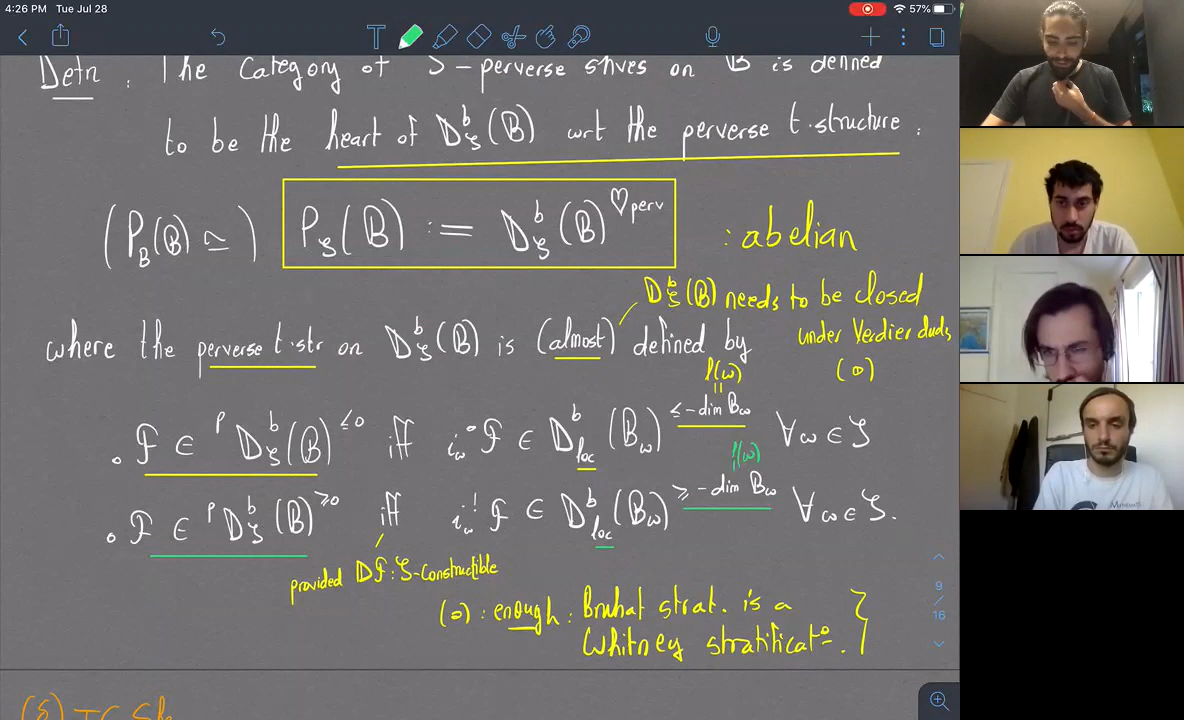 4:26 PM Tue Jul 28
57%
Defn : The category of S-perverse shves on B is defined
to be the heart of D^b_S(B) wrt the perverse t.structure :
(P_B(B) ≃ ) P_S(B) := D^b_S(B)^♡perv : abelian
D^b_S(B) needs to be closed
under Verdier duals
(o)
where the perverse t.str on D^b_S(B) is (almost) defined by
l(w)
=
. F ∈ ^pD^b_S(B)^≤0 iff i_w^* F ∈ D^b_loc(B_w)^≤-dim B_w ∀w∈S
l(w)
=
. F ∈ ^pD^b_S(B)^≥0 iff i_w^! F ∈ D^b_loc(B_w)^≥-dim B_w ∀w∈S.
provided DF : S-constructible
(o) : enough : Bruhat strat. is a
Whitney stratificato .
9
/
16